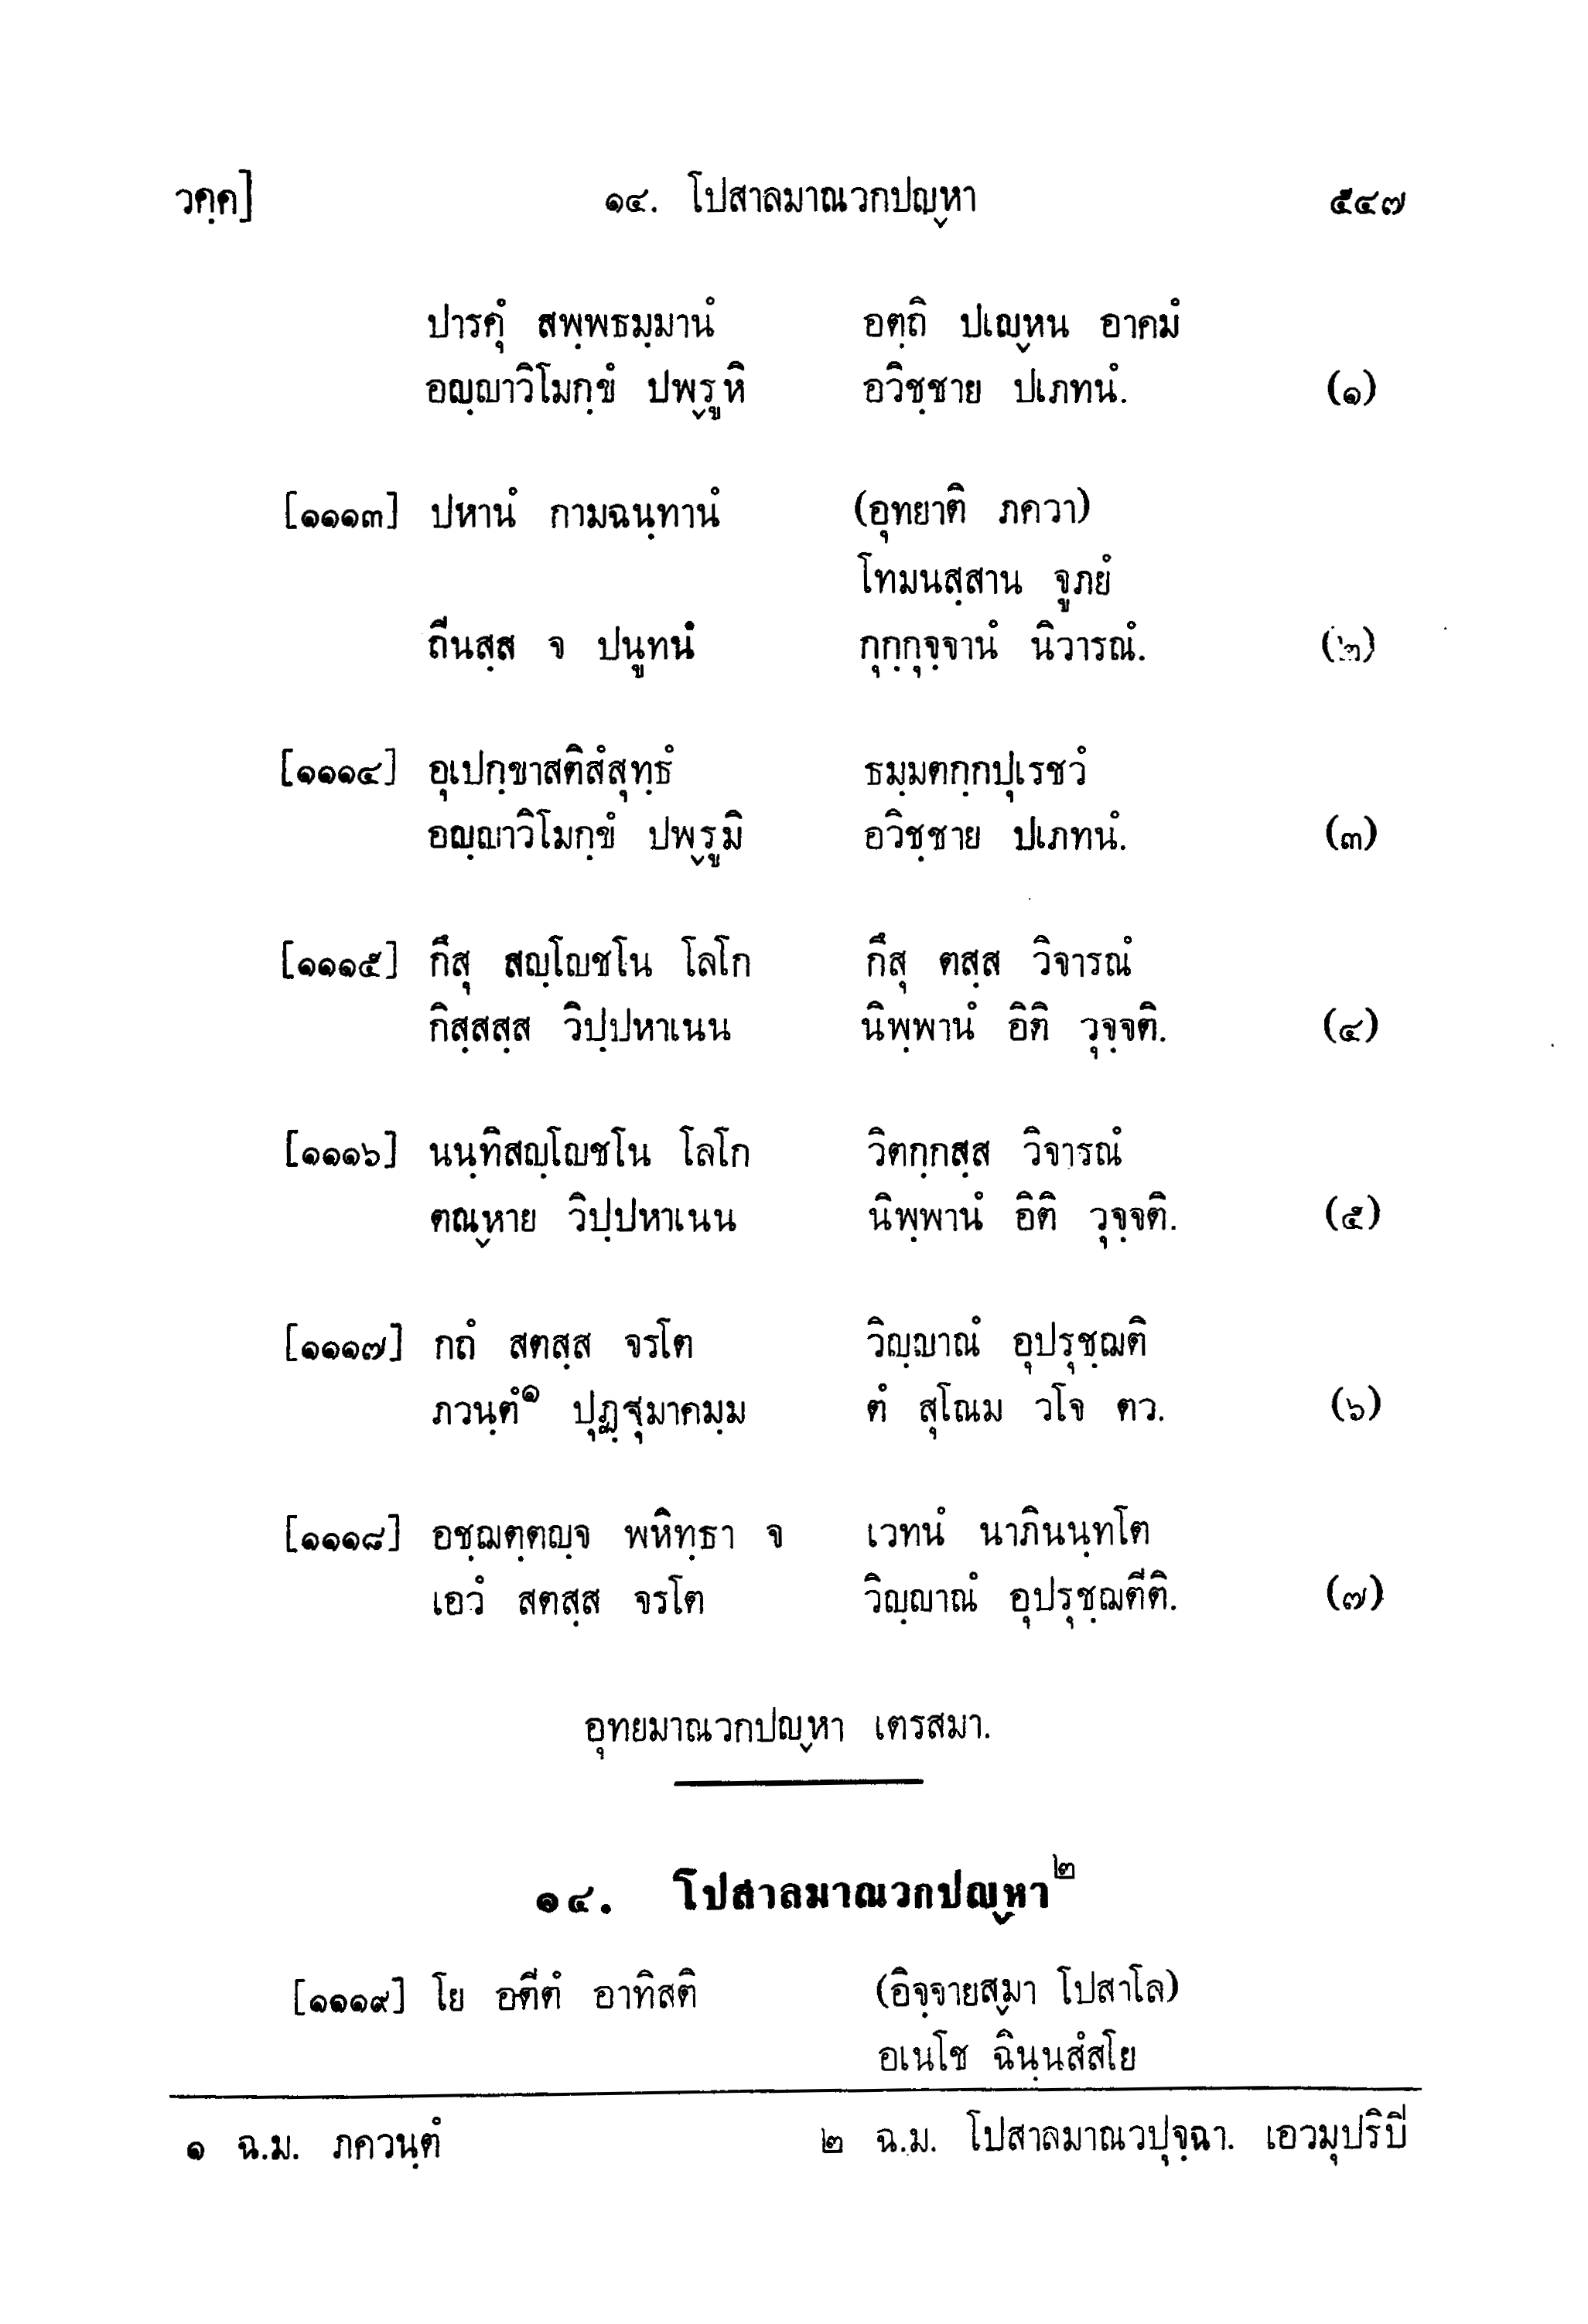 วคฺค] ๑๔. โปสาลมาณวกปญฺหา ๕๔๗
ปารคุํ สพฺพธมฺมานํ อตฺถิ ปเญฺหน อาคมํ
อญฺญาวิโมกฺขํ ปพฺรูหิ อวิชฺชาย ปเภทนํ. (๑)
[๑๑๑๓] ปหานํ กามฉนฺทานํ (อุทยาติ ภควา)
โทมนสฺสาน จูภยํ
ถีนสฺส จ ปนูทนํ กุกฺกุจฺจานํ นิวารณํ. (๒)
[๑๑๑๔] อุเปกฺขาสติสํสุทฺธํ ธมฺมตกฺกปุเรชวํ
อญฺญาวิโมกฺขํ ปพฺรูมิ อวิชฺชาย ปเภทนํ. (๓)
[๑๑๑๕] กึสุ สญฺโญชโน โลโก กึสุ ตสฺส วิจารณํ
กิสฺสสฺส วิปฺปหาเนน นิพฺพานํ อิติ วุจฺจติ. (๔)
[๑๑๑๖] นนฺทิสญฺโญชโน โลโก วิตกฺกสฺส วิจารณํ
ตณฺหาย วิปฺปหาเนน นิพฺพานํ อิติ วุจฺจติ. (๕)
[๑๑๑๗] กถํ สตสฺส จรโต วิญฺญาณํ อุปรุชฺฌติ
ภวนฺตํ๑ ปุฏฺฐุมาคมฺม ตํ สุโณม วโจ ตว. (๖)
[๑๑๑๘] อชฺฌตฺตญฺจ พหิทฺธา จ เวทนํ นาภินนฺทโต
เอวํ สตสฺส จรโต วิญฺญาณํ อุปรุชฺฌตีติ. (๗)
อุทยมาณวกปญฺหา เตรสมา.
๑๔. โปสาลมาณวกปญฺหา๒
[๑๑๑๙] โย อตีตํ อาทิสติ (อิจฺจายสฺมา โปสาโล)
อเนโช ฉินฺนสํสโย
๑ ฉ.ม. ภควนฺตํ ๒ ฉ.ม. โปสาลมาณวปุจฺฉา. เอวมุปริปิ